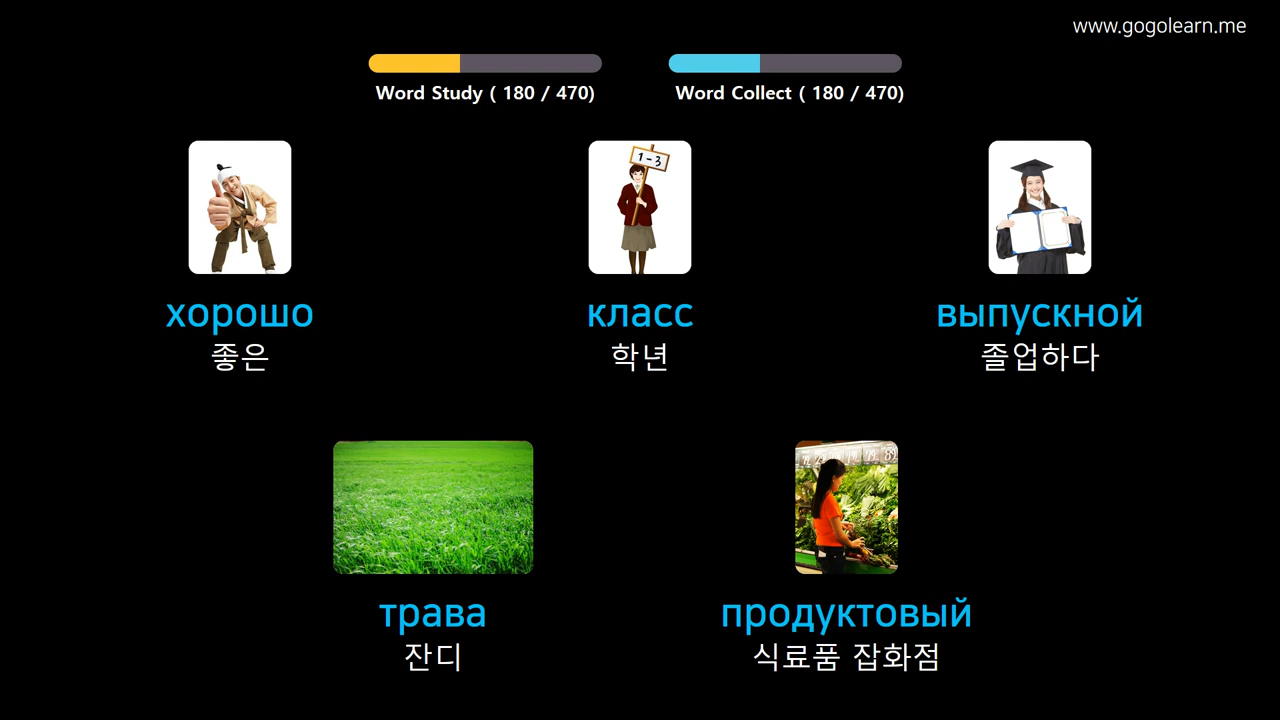 www.gogolearn.me
Word Study ( 180 / 470)
Word Collect ( 180 / 470)
1-3
хорошо
класс
выпускной
좋은
학년
졸업하다
трава
продуктовый
잔디
식료품 잡화점